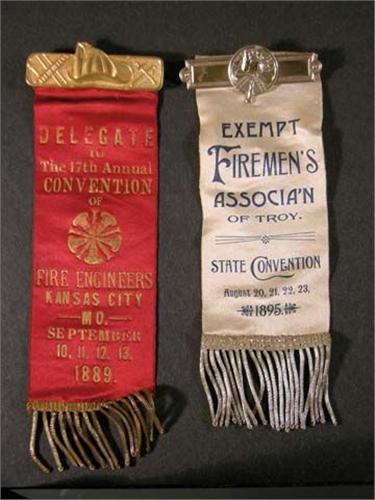 DELEGATE
TO
The 17th Annual
CONVENTION
OF
FIRE ENGINEERS
KANSAS CITY
MO.
SEPTEMBER
10, 11, 12, 13,
1889.
EXEMPT
FIREMEN'S
ASSOCIA'N
OF TROY.
STATE CONVENTION
August 20, 21, 22, 23,
1895.